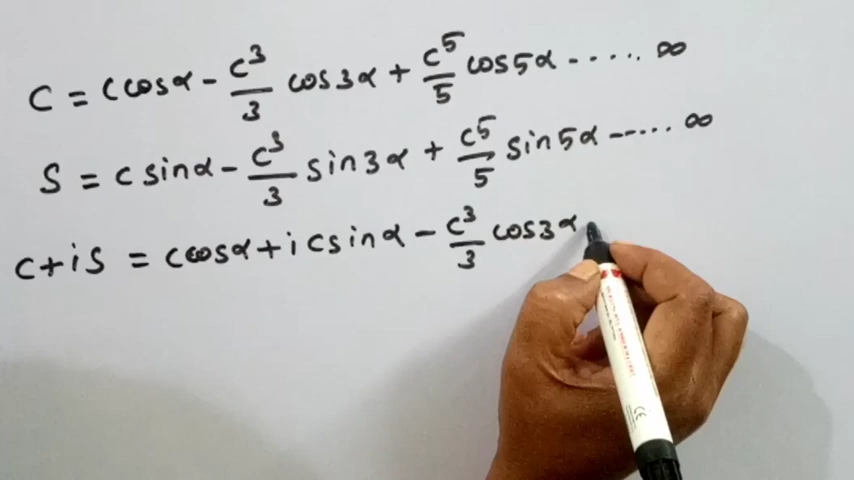 C = c cosα - c³/3 cos3α + c⁵/5 cos5α ----- ∞
S = c sinα - c³/3 sin3α + c⁵/5 sin5α ------ ∞
C+iS = c cosα + i c sinα - c³/3 cos3α